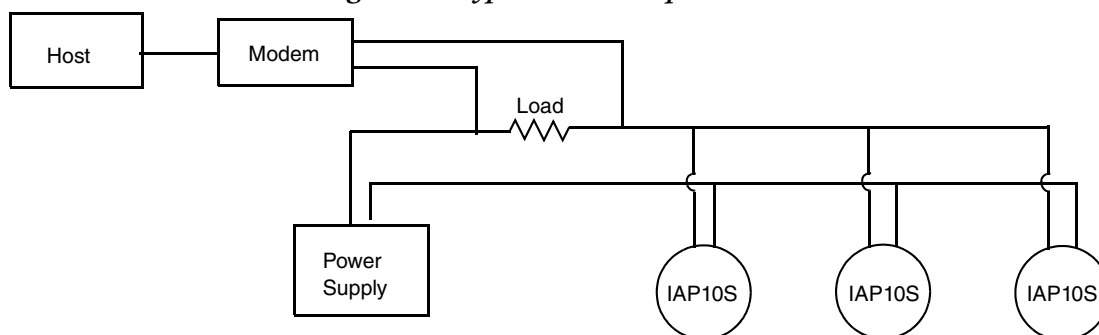 Host
Modem
Load
Power
Supply
IAP10S
IAP10S
IAP10S